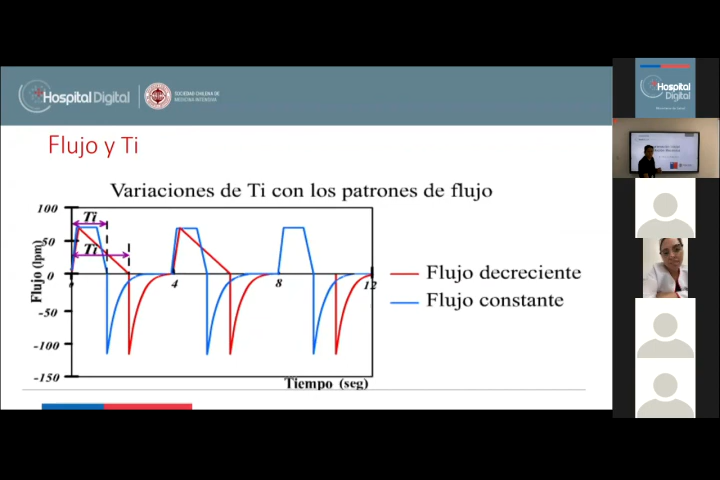 Hospital Digital
SOCIEDAD CHILENA DE
MEDICINA INTENSIVA
Flujo y Ti
Variaciones de Ti con los patrones de flujo
100
50
0
-50
-100
-150
Flujo (lpm)
Ti
Ti
0
4
8
12
Tiempo (seg)
Flujo decreciente
Flujo constante
Hospital
Digital